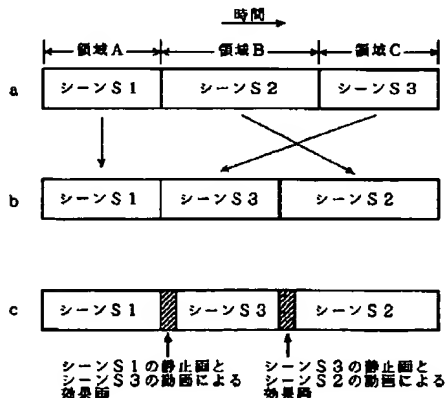 時間
領域A 領域B 領域C
a シーンS1 シーンS2 シーンS3
b シーンS1 シーンS3 シーンS2
c シーンS1 シーンS3 シーンS2
シーンS1の静止画と シーンS3の静止画と
シーンS3の動画による シーンS2の動画による
効果画 効果画